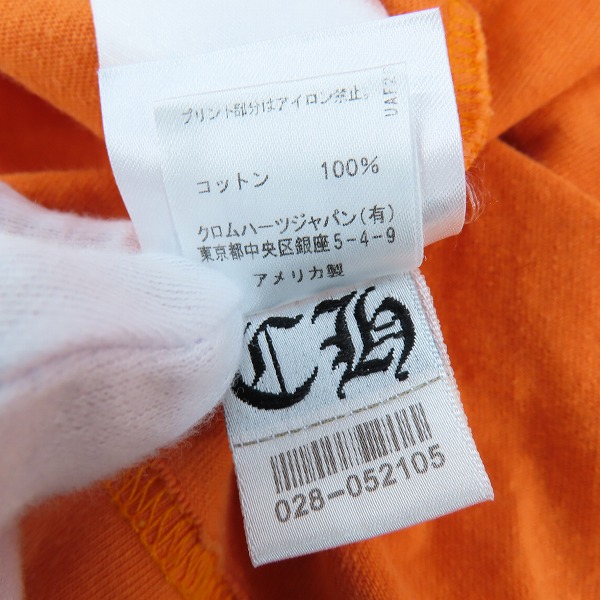 プリント部分はアイロン禁止。
UAF2
コットン 100%
クロムハーツジャパン(有)
東京都中央区銀座5-4-9
アメリカ製
CH
028-052105